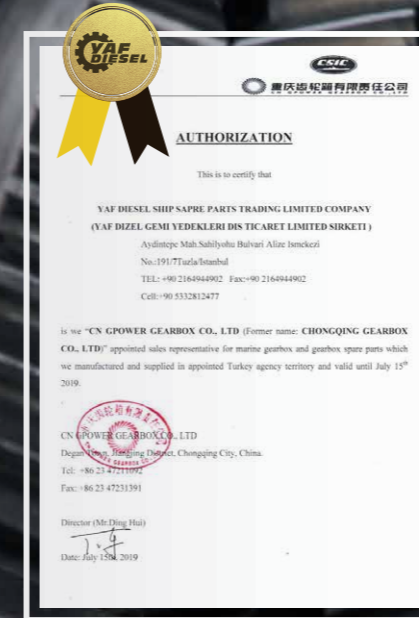 YAF
DIESEL
CSIC
重庆齿轮箱有限责任公司
CN GPOWER GEARBOX CO.,LTD
AUTHORIZATION
This is to certify that
YAF DIESEL SHIP SAPRE PARTS TRADING LIMITED COMPANY
(YAF DIZEL GEMI YEDEKLERI DIS TICARET LIMITED SIRKETI )
Aydintepe Mah.Sahilyohu Bulvari Alize Ismekezi
No.:191/7Tuzla/Istanbul
TEL: +90 2164944902 Fax:+90 2164944902
Cell:+90 5332812477
is we "CN GPOWER GEARBOX CO., LTD (Former name: CHONGQING GEARBOX
CO., LTD)" appointed sales representative for marine gearbox and gearbox spare parts which
we manufactured and supplied in appointed Turkey agency territory and valid until July 15th
2019.
CN GPOWER GEARBOX CO., LTD
Degan Town, Jiangjing District, Chongqing City, China.
Tel: +86 23 47211092
Fax: +86 23 47231391
Director (Mr.Ding Hui)
Date: July 15th, 2019